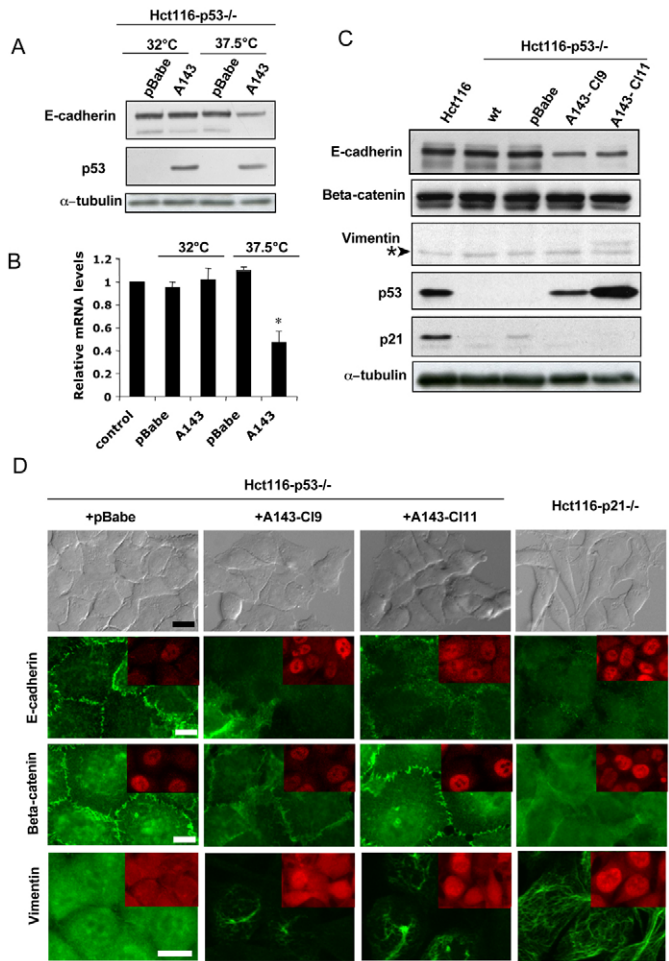 A
Hct116-p53-/-
32°C 37.5°C
pBabe A143 pBabe A143
E-cadherin
p53
α-tubulin
B
32°C 37.5°C
Relative mRNA levels
1.2
1
0.8
0.6
0.4
0.2
0
*
control pBabe A143 pBabe A143
C
Hct116-p53-/-
Hct116 wt pBabe A143-Cl9 A143-Cl11
E-cadherin
Beta-catenin
Vimentin
*
p53
p21
α-tubulin
D
Hct116-p53-/-
Hct116-p21-/-
+pBabe +A143-Cl9 +A143-Cl11
E-cadherin
Beta-catenin
Vimentin